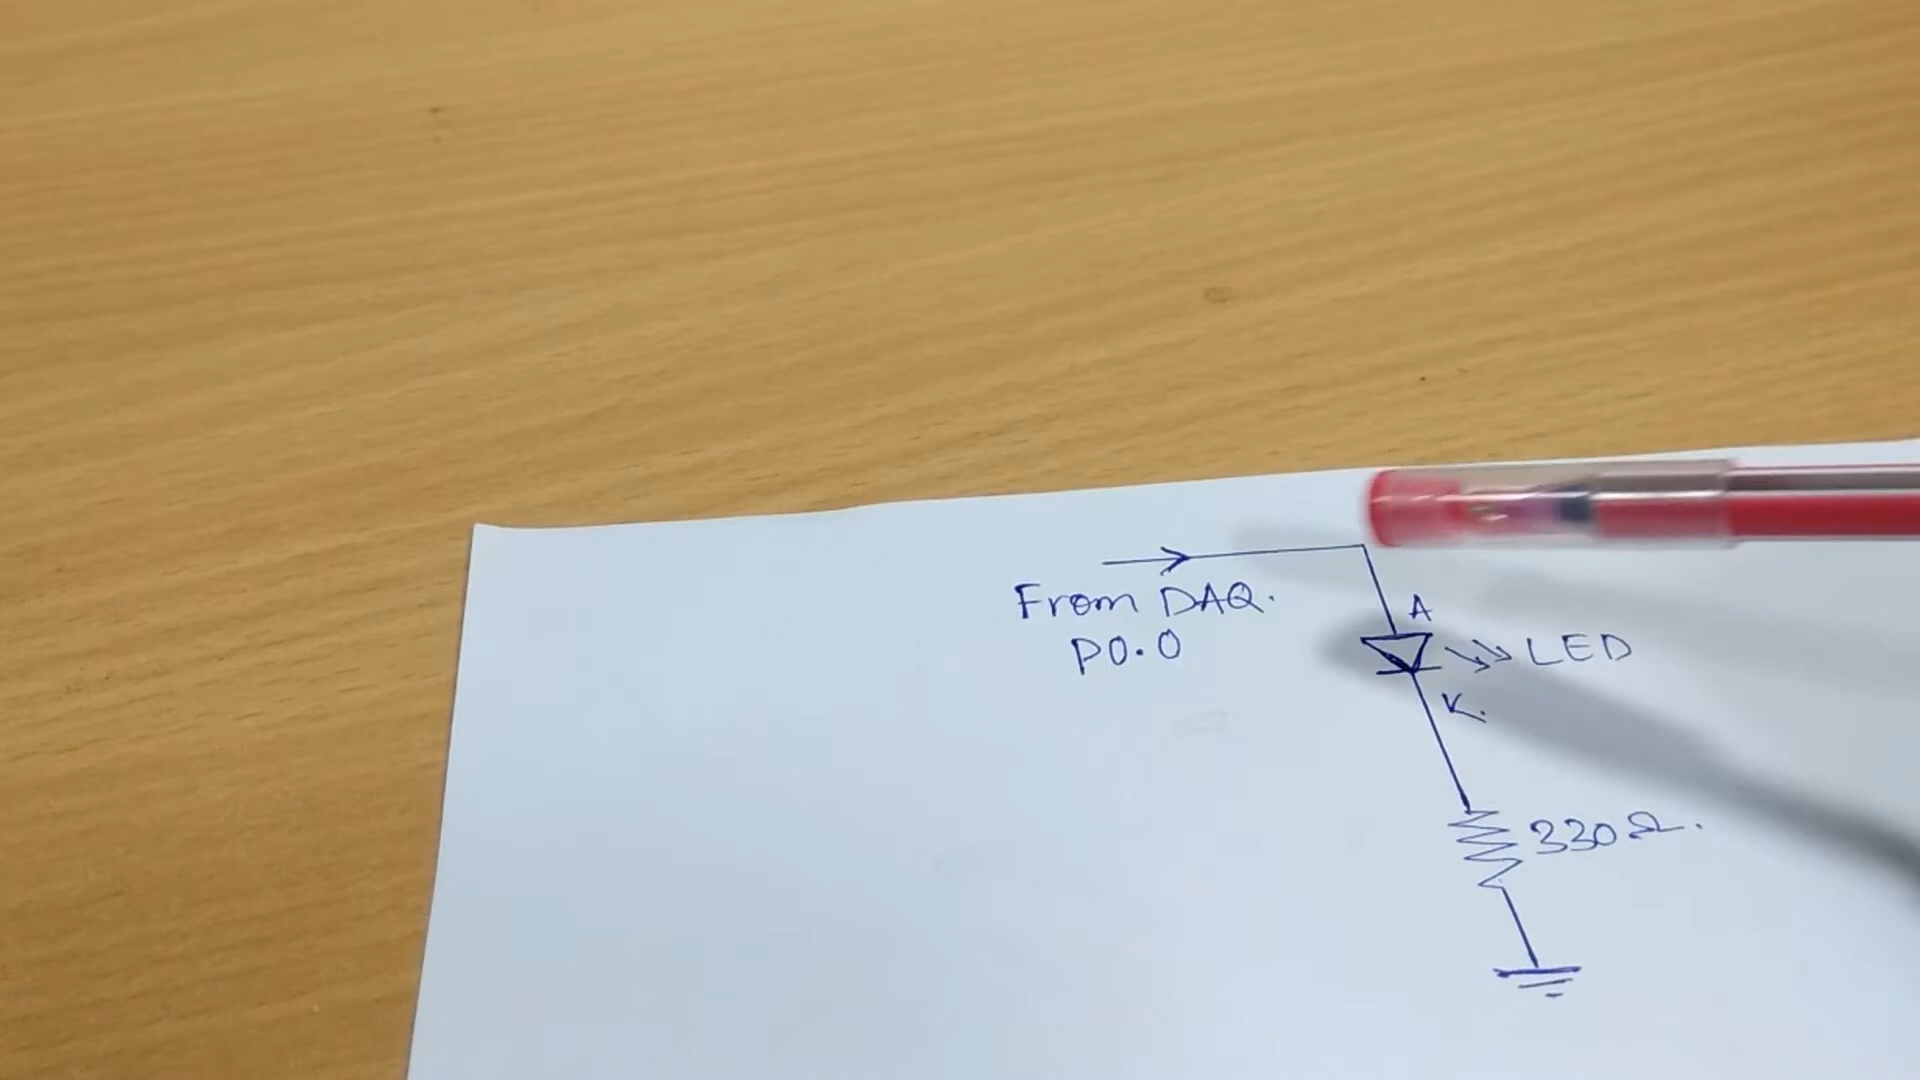 From DAQ.
P0.0
A
LED
K.
330Ω.